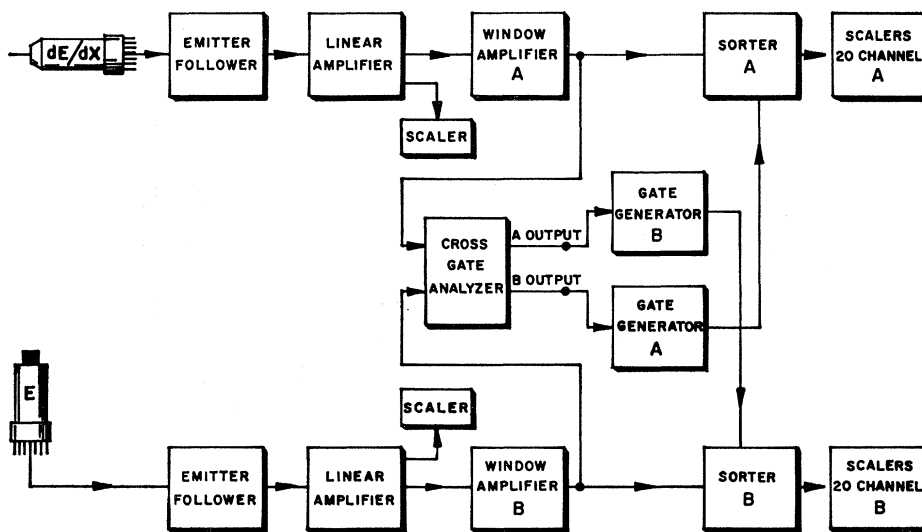 dE/dX
EMITTER
FOLLOWER
LINEAR
AMPLIFIER
WINDOW
AMPLIFIER
A
SORTER
A
SCALERS
20 CHANNEL
A
SCALER
CROSS
GATE
ANALYZER
A OUTPUT
B OUTPUT
GATE
GENERATOR
B
GATE
GENERATOR
A
E
SCALER
EMITTER
FOLLOWER
LINEAR
AMPLIFIER
WINDOW
AMPLIFIER
B
SORTER
B
SCALERS
20 CHANNEL
B